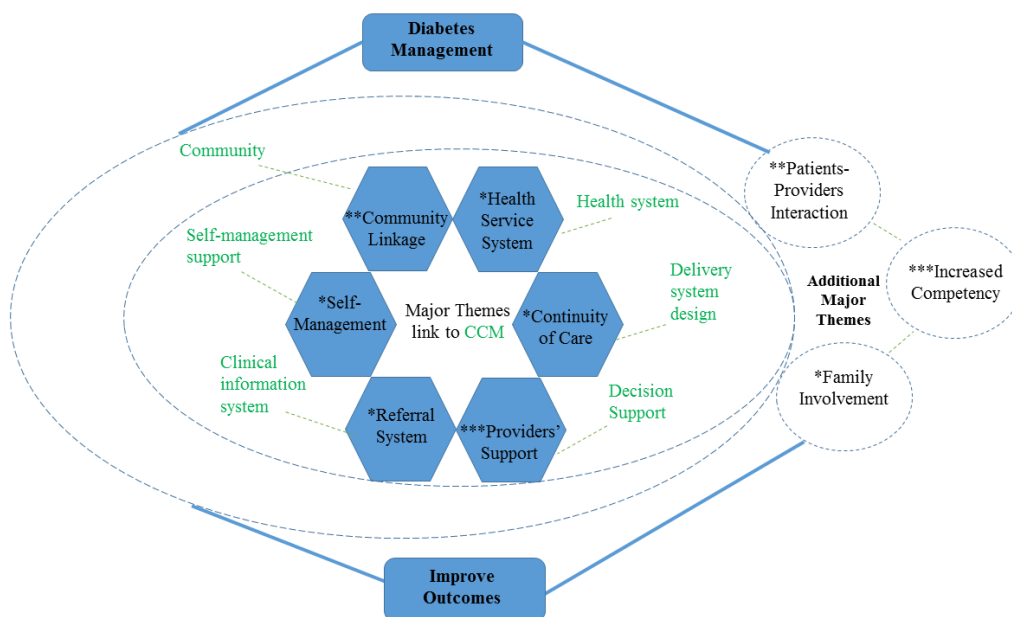 Diabetes
Management
Community
**Community
Linkage
*Health
Service
System
Health system
**Patients-
Providers
Interaction
Self-management
support
*Self-
Management
Major Themes
link to CCM
*Continuity
of Care
Delivery
system
design
Additional
Major
Themes
***Increased
Competency
Clinical
information
system
*Referral
System
***Providers’
Support
Decision
Support
*Family
Involvement
Improve
Outcomes